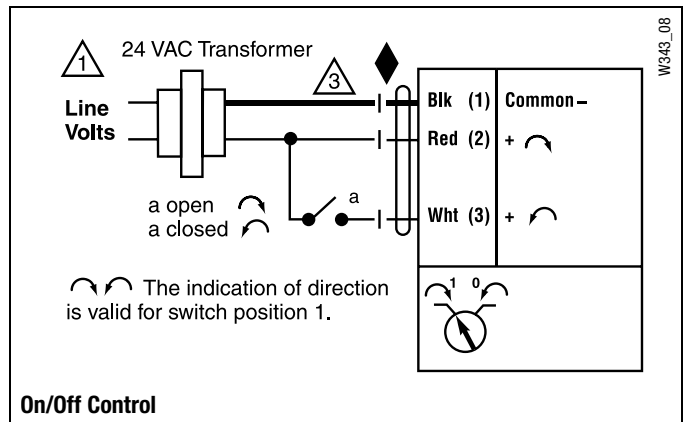 W343_08
1
24 VAC Transformer
3
Line
Volts
Blk (1) Common –
Red (2) +
a
Wht (3) +
a open
a closed
The indication of direction
is valid for switch position 1.
1 0
On/Off Control